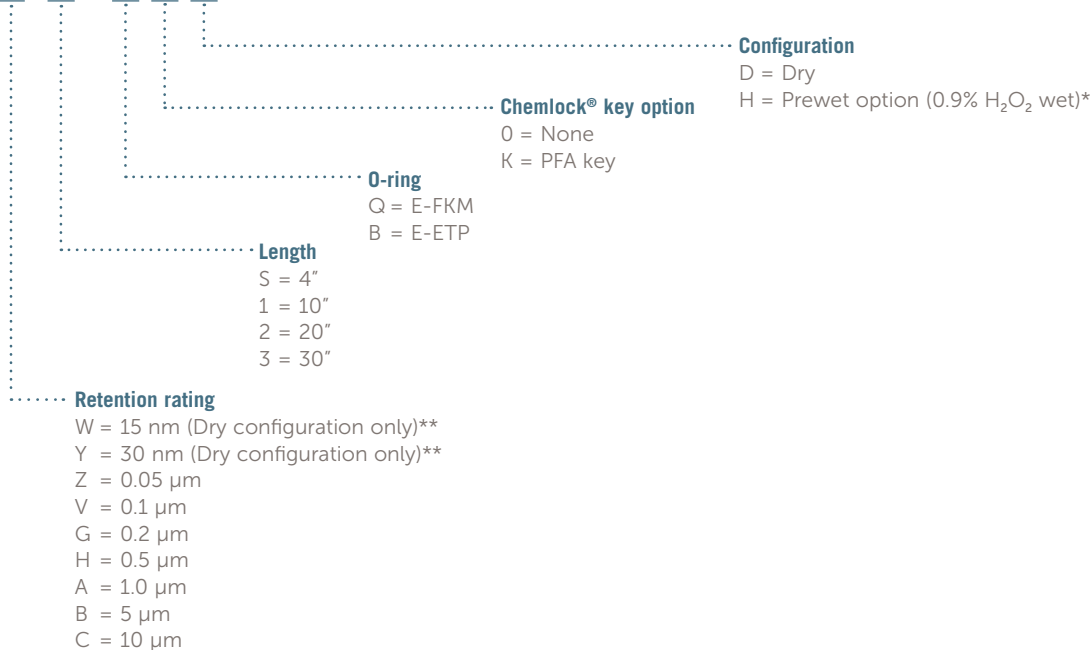 Configuration
D = Dry
H = Prewet option (0.9% H₂O₂ wet)*
Chemlock® key option
0 = None
K = PFA key
O-ring
Q = E-FKM
B = E-ETP
Length
S = 4″
1 = 10″
2 = 20″
3 = 30″
Retention rating
W = 15 nm (Dry configuration only)**
Y = 30 nm (Dry configuration only)**
Z = 0.05 µm
V = 0.1 µm
G = 0.2 µm
H = 0.5 µm
A = 1.0 µm
B = 5 µm
C = 10 µm